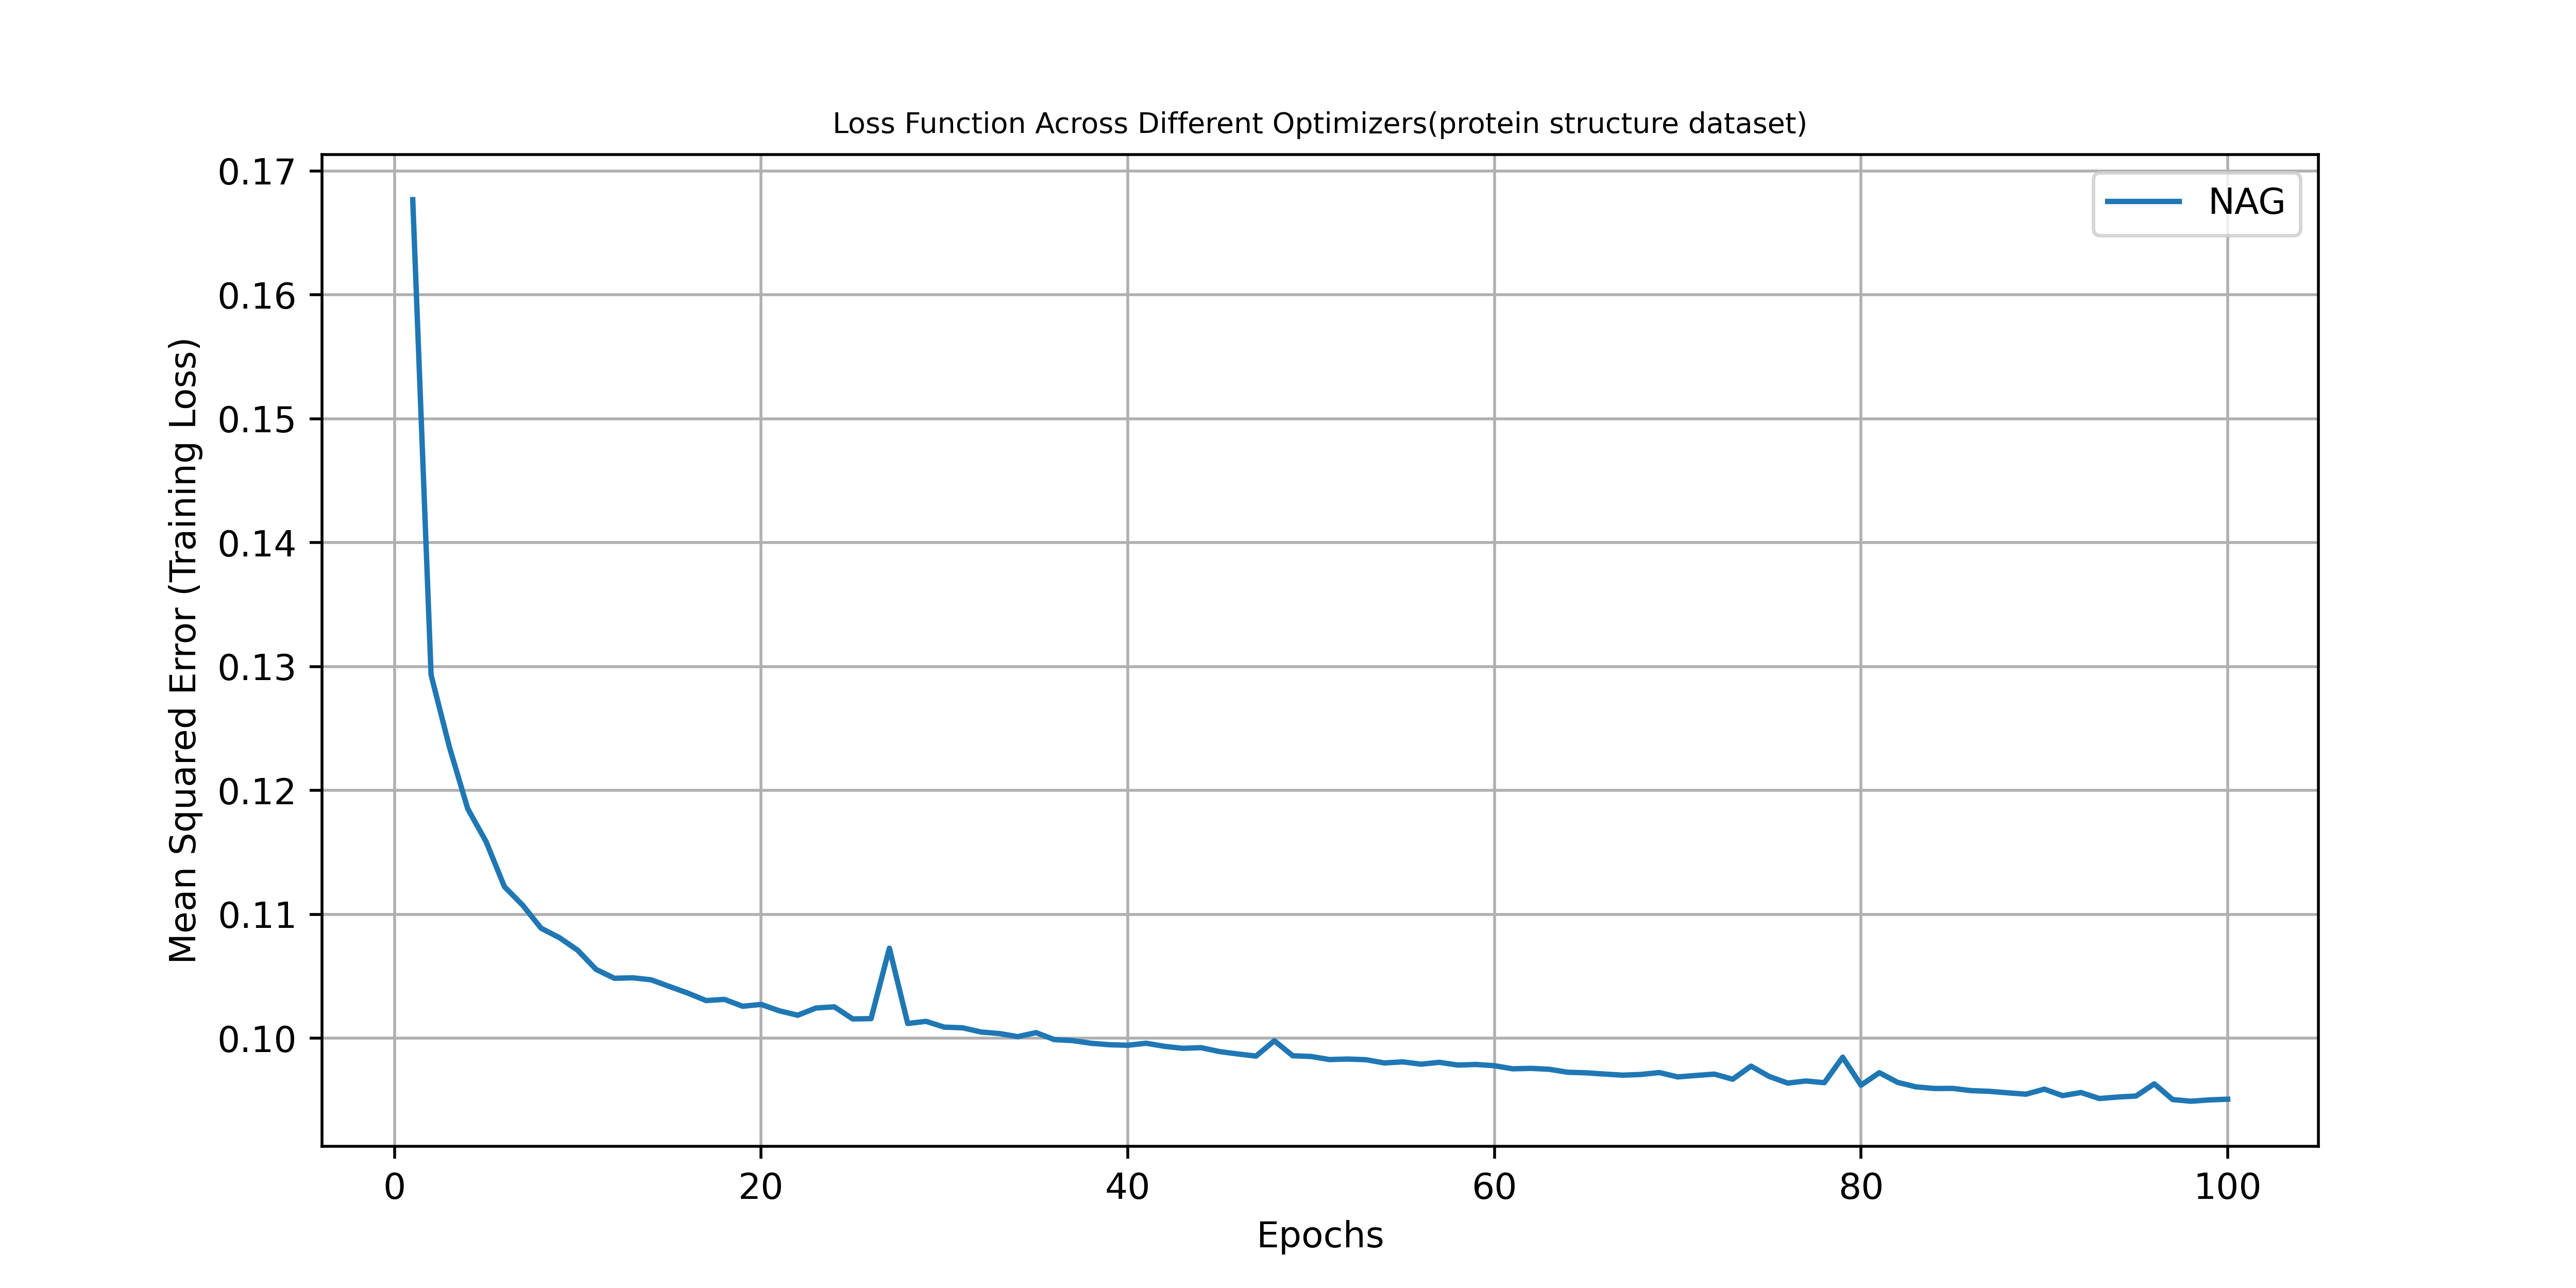 Loss Function Across Different Optimizers(protein structure dataset)
NAG
Mean Squared Error (Training Loss)
0.17
0.16
0.15
0.14
0.13
0.12
0.11
0.10
0 20 40 60 80 100
Epochs